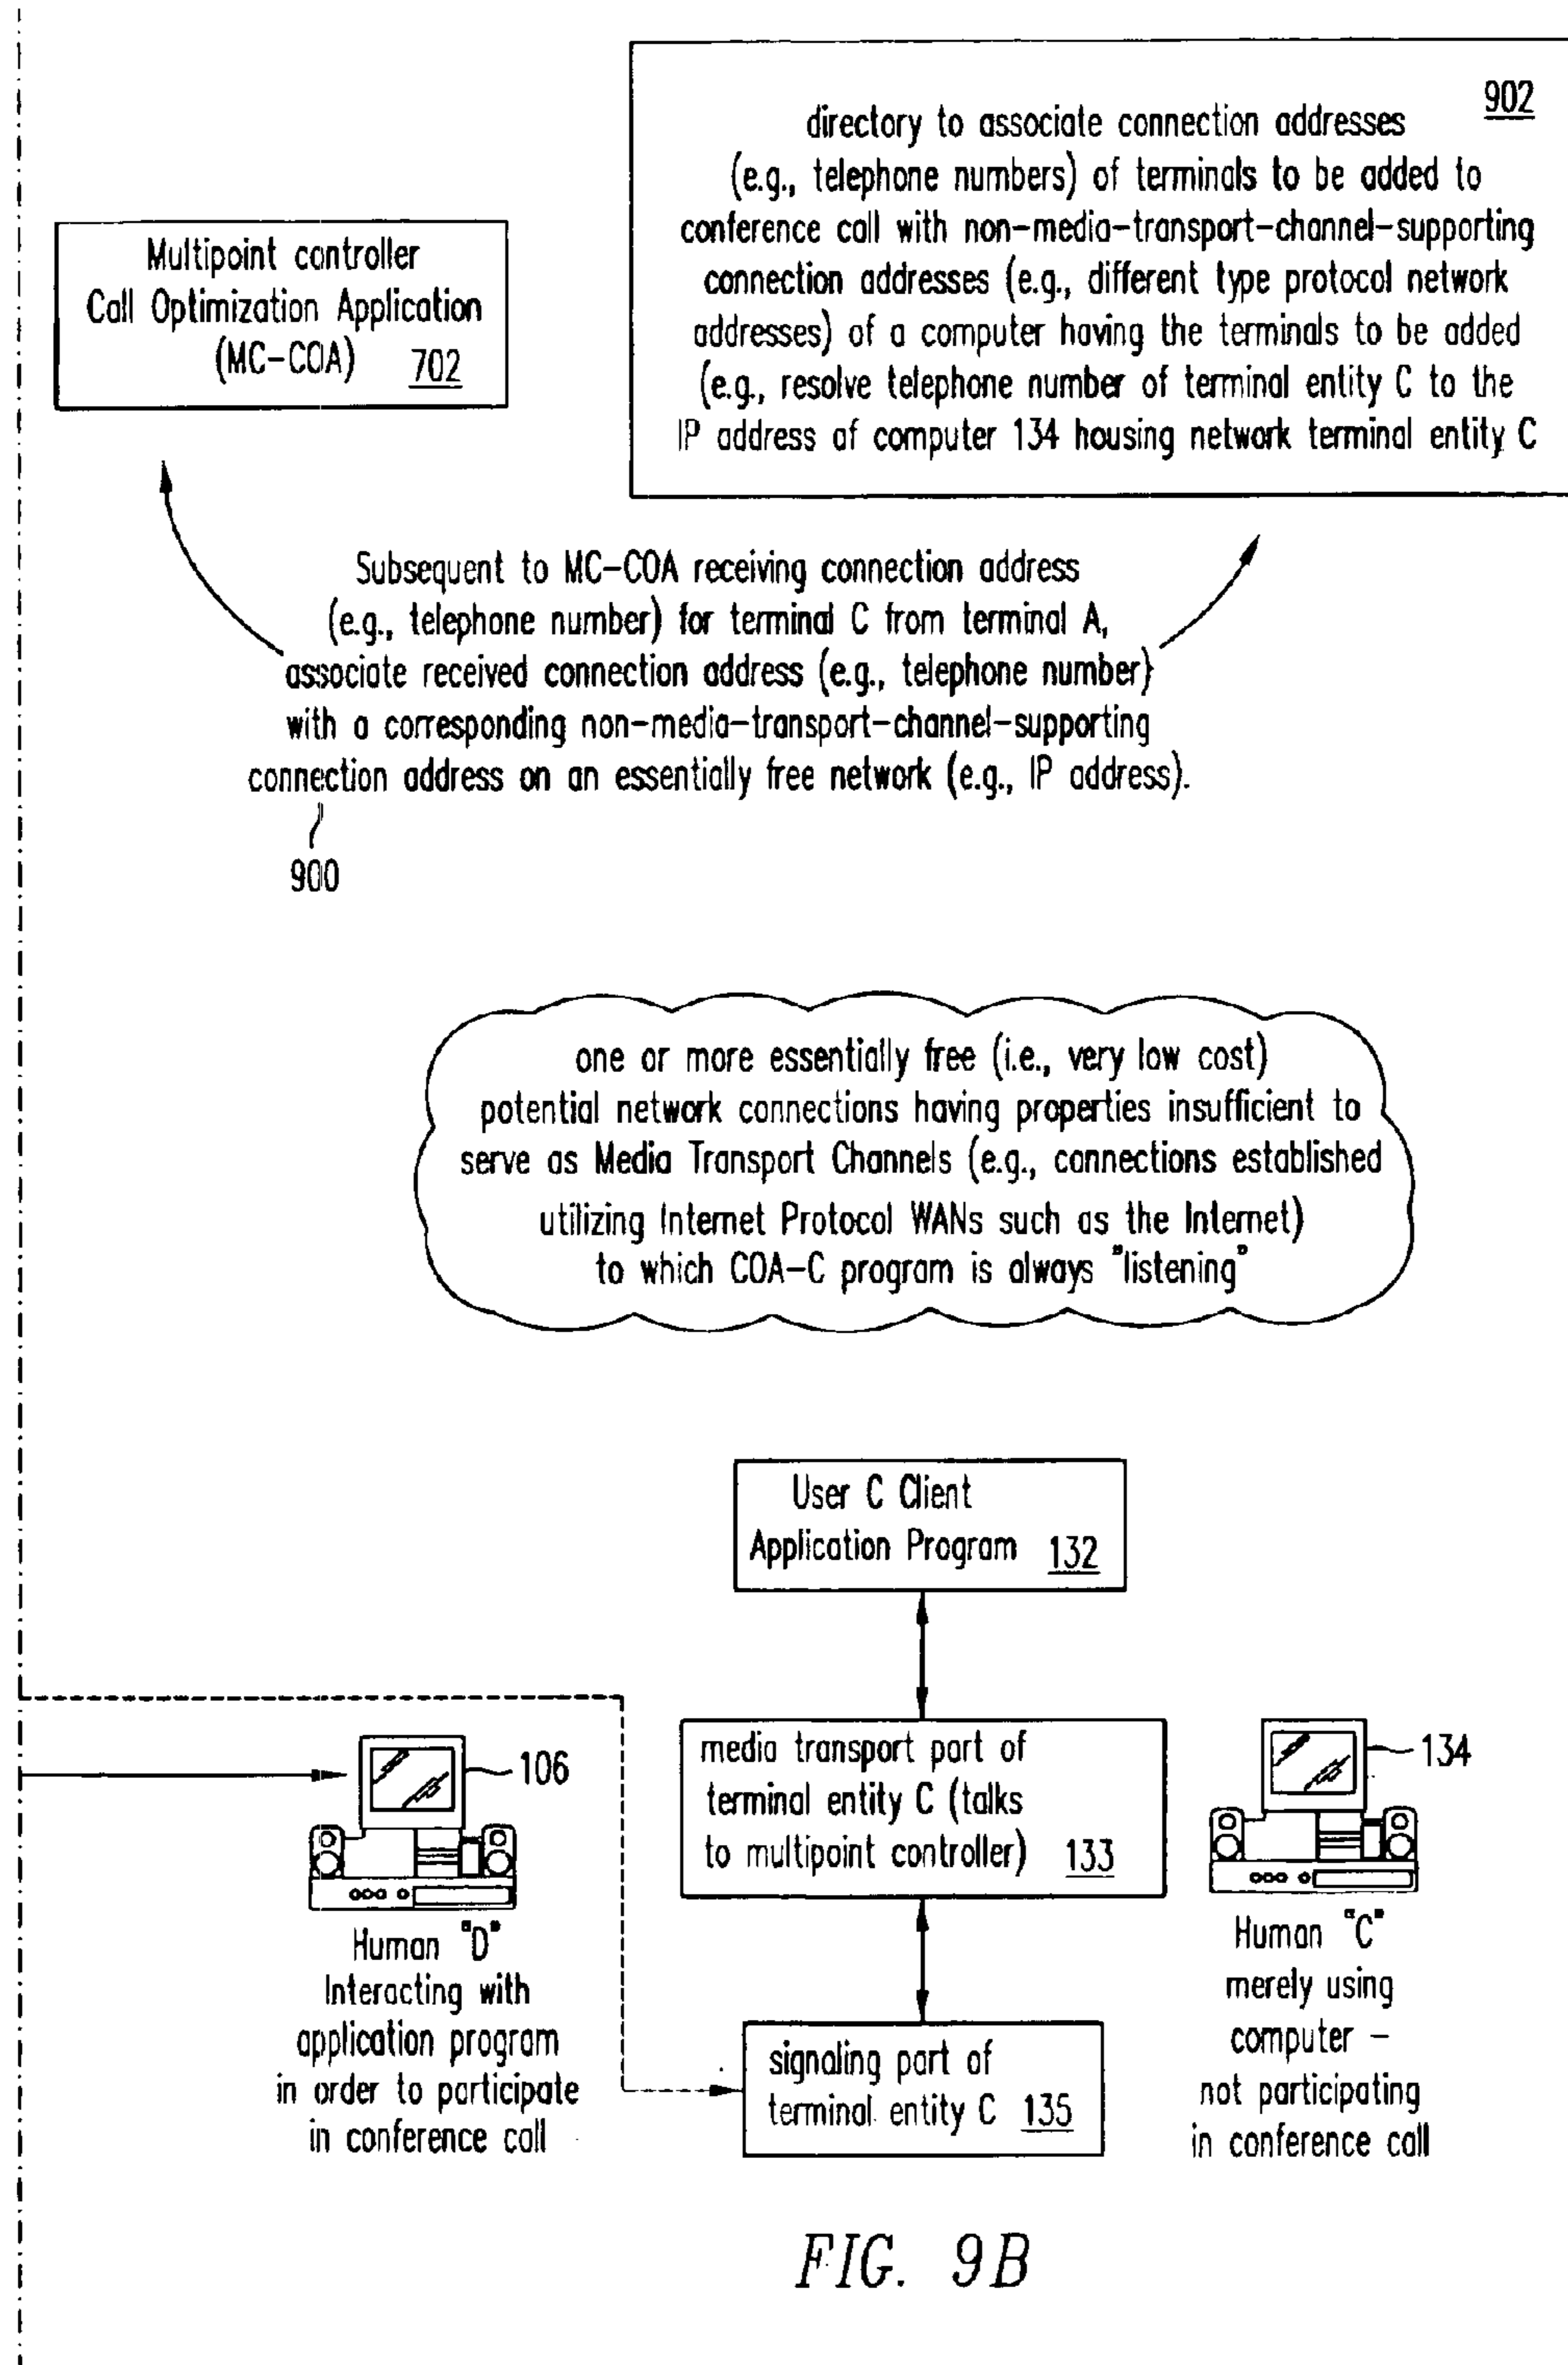 902
directory to associate connection addresses
(e.g., telephone numbers) of terminals to be added to
conference call with non-media-transport-channel-supporting
connection addresses (e.g., different type protocol network
addresses) of a computer having the terminals to be added
(e.g., resolve telephone number of terminal entity C to the
IP address of computer 134 housing network terminal entity C
Multipoint controller
Call Optimization Application
(MC-COA) 702
Subsequent to MC-COA receiving connection address
(e.g., telephone number) for terminal C from terminal A,
associate received connection address (e.g., telephone number)
with a corresponding non-media-transport-channel-supporting
connection address on an essentially free network (e.g., IP address).
900
one or more essentially free (i.e., very low cost)
potential network connections having properties insufficient to
serve as Media Transport Channels (e.g., connections established
utilizing Internet Protocol WANs such as the Internet)
to which COA-C program is always "listening"
User C Client
Application Program 132
media transport part of
terminal entity C (talks
to multipoint controller) 133
signaling part of
terminal entity C 135
106
Human "D"
Interacting with
application program
in order to participate
in conference call
134
Human "C"
merely using
computer -
not participating
in conference call
FIG. 9B